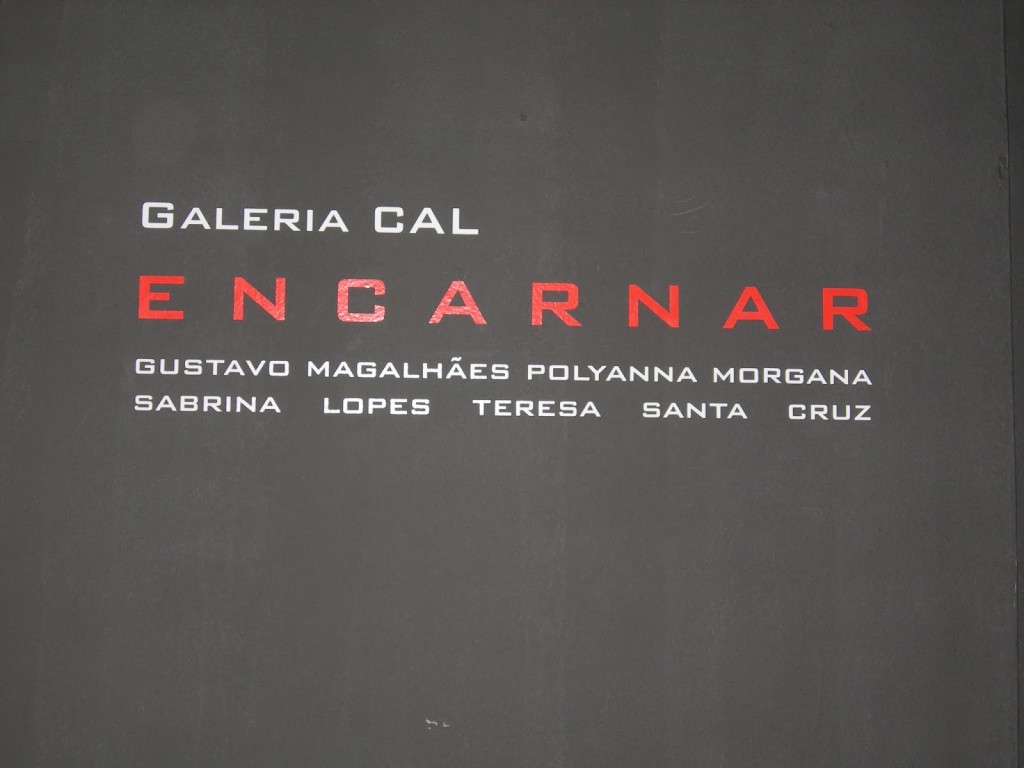 GALERIA CAL
ENCARNAR
GUSTAVO MAGALHÃES POLYANNA MORGANA
SABRINA LOPES TERESA SANTA CRUZ